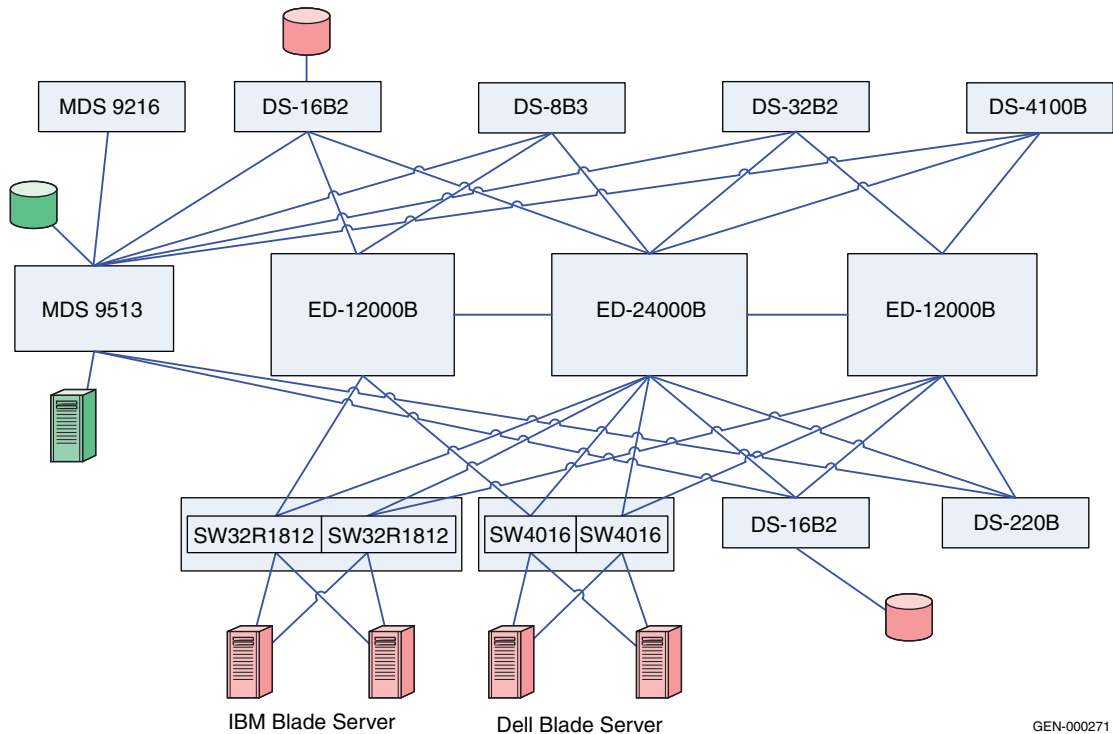 MDS 9216
DS-16B2
DS-8B3
DS-32B2
DS-4100B
MDS 9513
ED-12000B
ED-24000B
ED-12000B
SW32R1812
SW32R1812
SW4016
SW4016
DS-16B2
DS-220B
IBM Blade Server
Dell Blade Server
GEN-000271